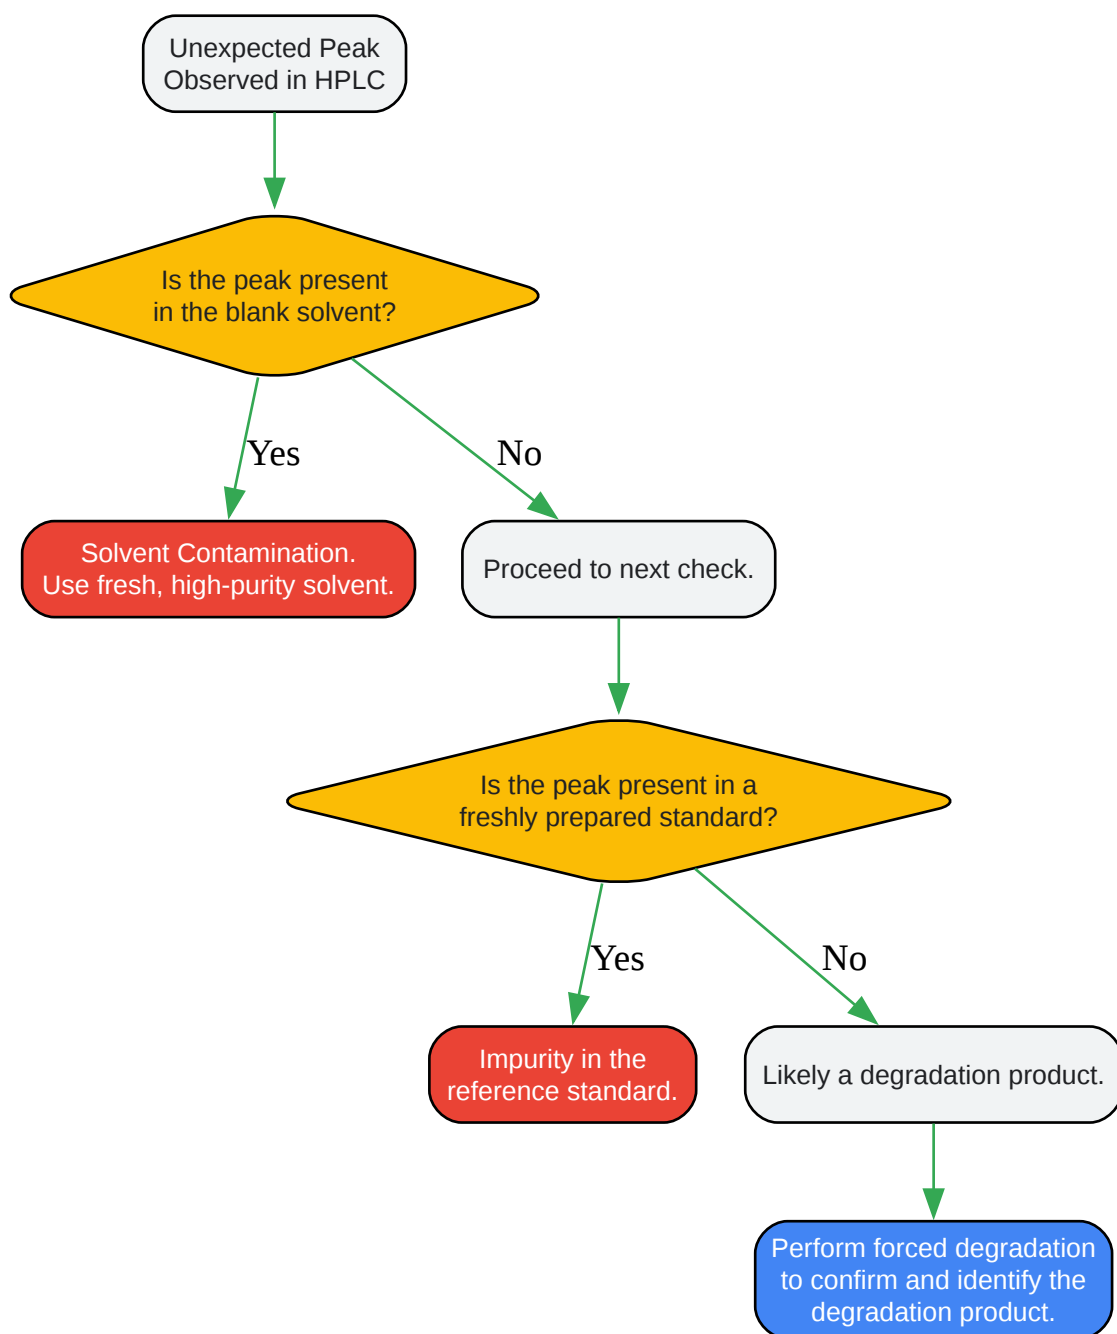 Unexpected Peak
Observed in HPLC
Is the peak present
in the blank solvent?
Yes
No
Solvent Contamination.
Use fresh, high-purity solvent.
Proceed to next check.
Is the peak present in a
freshly prepared standard?
Yes
No
Impurity in the
reference standard.
Likely a degradation product.
Perform forced degradation
to confirm and identify the
degradation product.